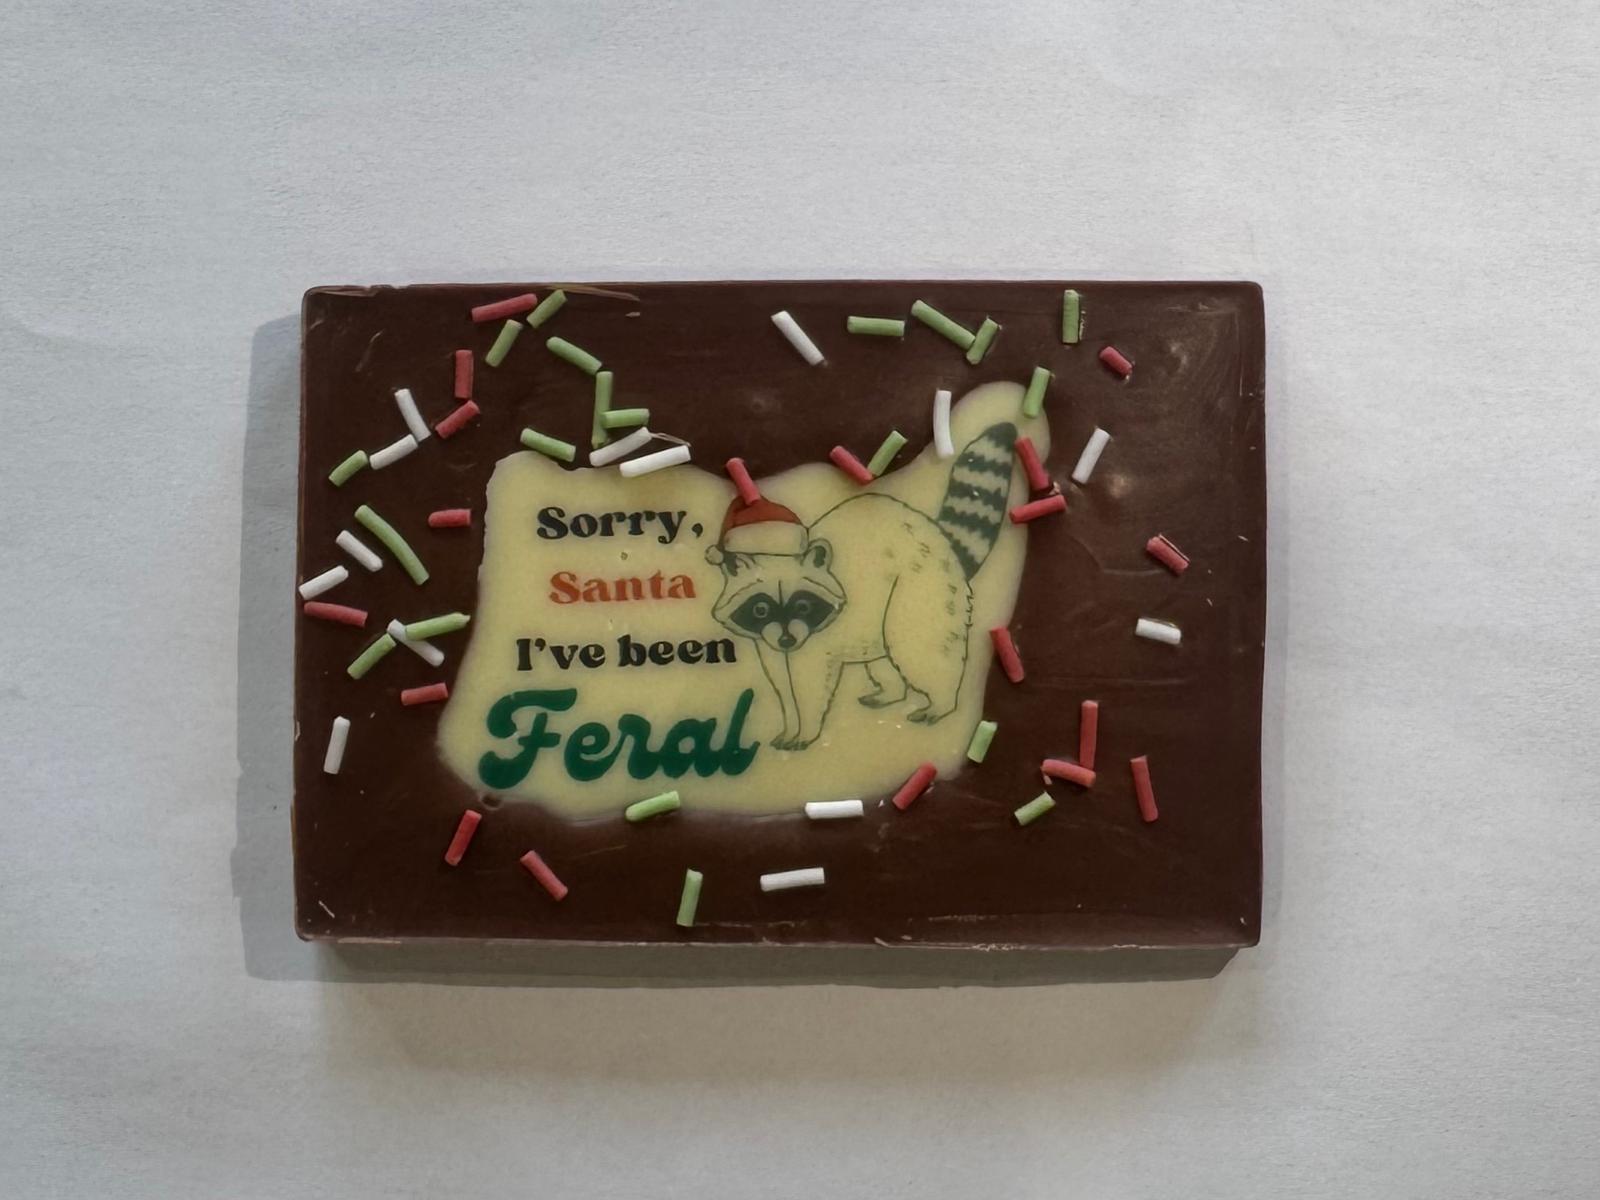 Sorry,
Santa
I've been
Feral